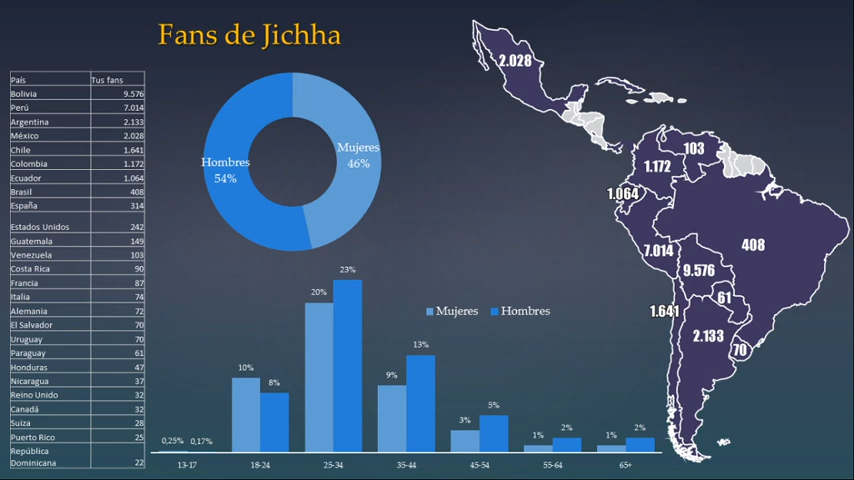 Fans de Jichha
País Tus fans
Bolivia 9.576
Perú 7.014
Argentina 2.133
México 2.028
Chile 1.641
Colombia 1.172
Ecuador 1.064
Brasil 408
España 314
Estados Unidos 242
Guatemala 149
Venezuela 103
Costa Rica 90
Francia 87
Italia 74
Alemania 72
El Salvador 70
Uruguay 70
Paraguay 61
Honduras 47
Nicaragua 37
Reino Unido 32
Canadá 32
Suiza 28
Puerto Rico 25
República
Dominicana 22
Hombres
54%
Mujeres
46%
Mujeres Hombres
0,25% 0,17%
10% 8%
20% 23%
9% 13%
3% 5%
1% 2%
1% 2%
13-17 18-24 25-34 35-44 45-54 55-64 65+
2.028
103
1.172
1.064
408
7.014
9.576
61
1.641
2.133
70